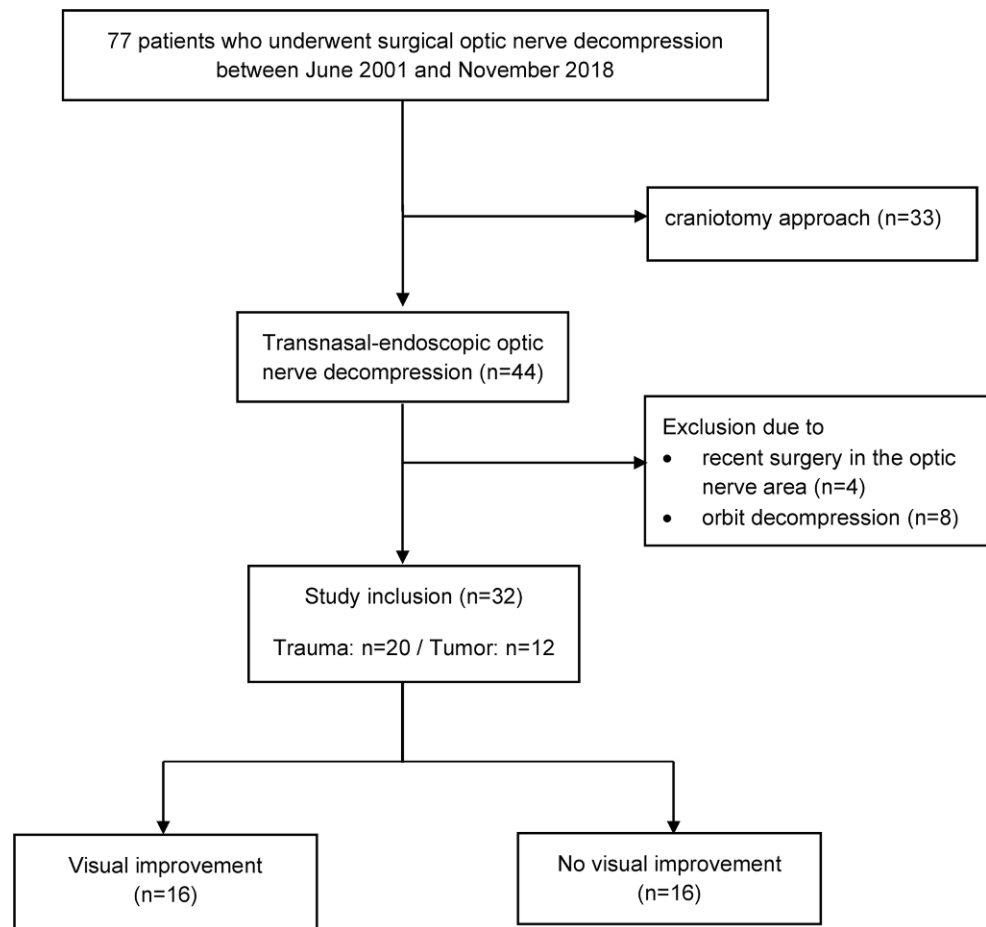 77 patients who underwent surgical optic nerve decompression
between June 2001 and November 2018
craniotomy approach (n=33)
Transnasal-endoscopic optic
nerve decompression (n=44)
Exclusion due to
• recent surgery in the optic
nerve area (n=4)
• orbit decompression (n=8)
Study inclusion (n=32)
Trauma: n=20 / Tumor: n=12
Visual improvement
(n=16)
No visual improvement
(n=16)